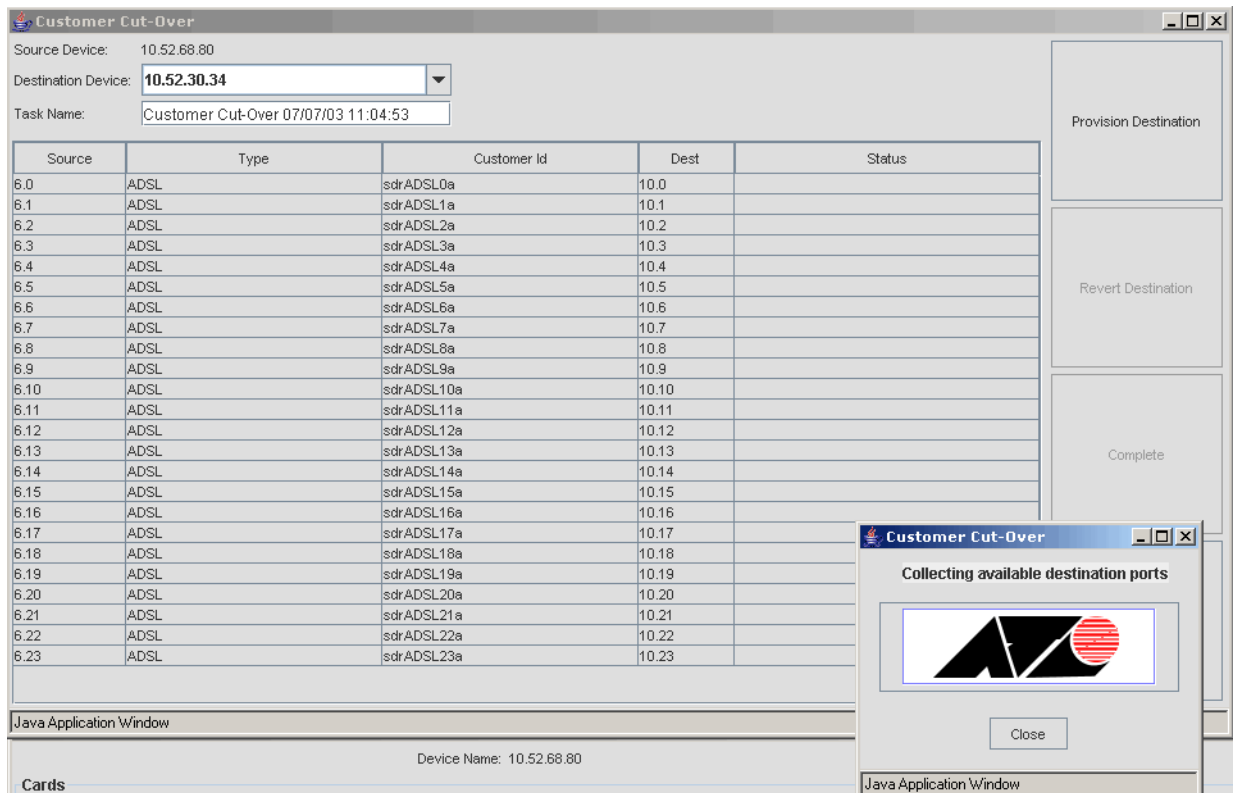 Customer Cut-Over
Source Device: 10.52.68.80
Destination Device: 10.52.30.34
Task Name: Customer Cut-Over 07/07/03 11:04:53
Source Type Customer Id Dest Status
6.0 ADSL sdrADSL0a 10.0
6.1 ADSL sdrADSL1a 10.1
6.2 ADSL sdrADSL2a 10.2
6.3 ADSL sdrADSL3a 10.3
6.4 ADSL sdrADSL4a 10.4
6.5 ADSL sdrADSL5a 10.5
6.6 ADSL sdrADSL6a 10.6
6.7 ADSL sdrADSL7a 10.7
6.8 ADSL sdrADSL8a 10.8
6.9 ADSL sdrADSL9a 10.9
6.10 ADSL sdrADSL10a 10.10
6.11 ADSL sdrADSL11a 10.11
6.12 ADSL sdrADSL12a 10.12
6.13 ADSL sdrADSL13a 10.13
6.14 ADSL sdrADSL14a 10.14
6.15 ADSL sdrADSL15a 10.15
6.16 ADSL sdrADSL16a 10.16
6.17 ADSL sdrADSL17a 10.17
6.18 ADSL sdrADSL18a 10.18
6.19 ADSL sdrADSL19a 10.19
6.20 ADSL sdrADSL20a 10.20
6.21 ADSL sdrADSL21a 10.21
6.22 ADSL sdrADSL22a 10.22
6.23 ADSL sdrADSL23a 10.23
Provision Destination
Revert Destination
Complete
Java Application Window
Customer Cut-Over
Collecting available destination ports
Close
Java Application Window
Device Name: 10.52.68.80
Cards